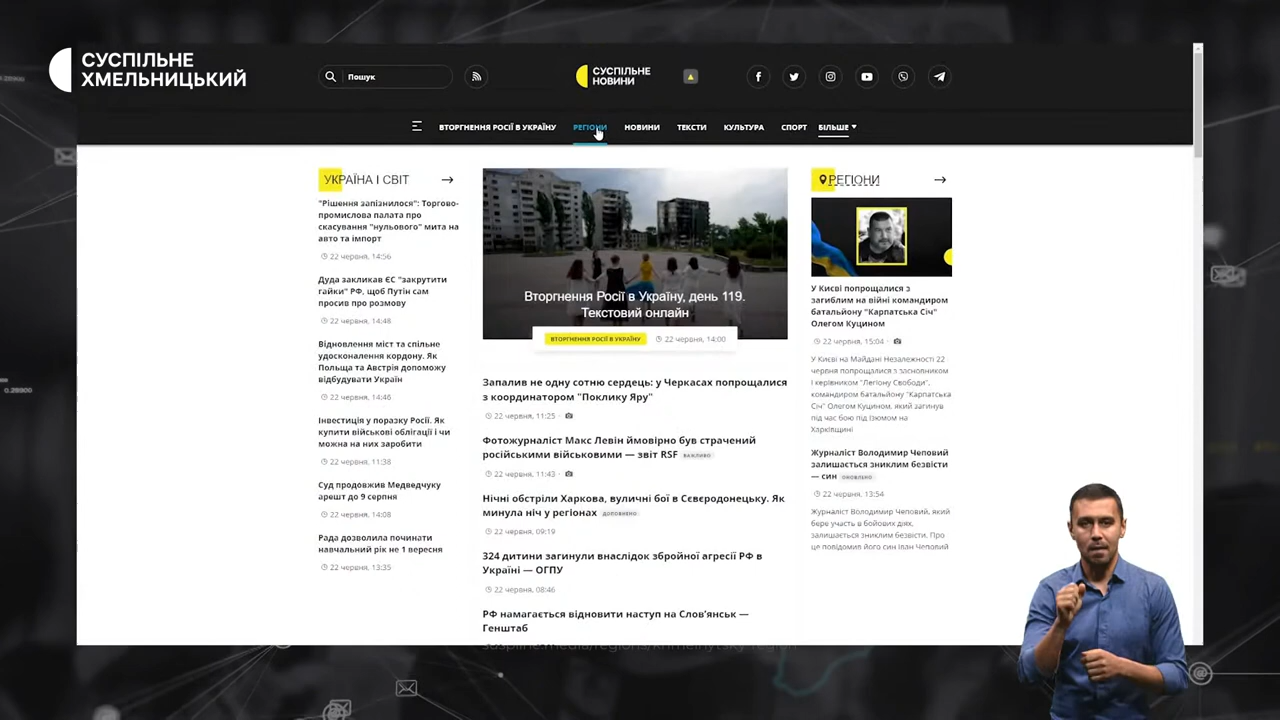 СУСПІЛЬНЕ
ХМЕЛЬНИЦЬКИЙ
Пошук
СУСПІЛЬНЕ
НОВИНИ
ВТОРГНЕННЯ РОСІЇ В УКРАЇНУ
РЕГІОНИ
НОВИНИ
ТЕКСТИ
КУЛЬТУРА
СПОРТ
БІЛЬШЕ
УКРАЇНА І СВІТ
"Рішення запізнилося": Торгово-
промислова палата про
скасування "нульового" мита на
авто та імпорт
22 червня, 14:56
Дуда закликав ЄС "закрутити
гайки" РФ, щоб Путін сам
просив про розмову
22 червня, 14:48
Відновлення міст та спільне
удосконалення кордону. Як
Польща та Австрія допоможу
відбудувати Україн
22 червня, 14:46
Інвестиція у поразку Росії. Як
купити військові облігації і чи
можна на них заробити
22 червня, 11:38
Суд продовжив Медведчуку
арешт до 9 серпня
22 червня, 14:08
Рада дозволила починати
навчальний рік не 1 вересня
22 червня, 13:35
Вторгнення Росії в Україну, день 119.
Текстовий онлайн
ВТОРГНЕННЯ РОСІЇ В УКРАЇНУ
22 червня, 14:00
Запалив не одну сотню сердець: у Черкасах попрощалися
з координатором "Поклику Яру"
22 червня, 11:25
Фотожурналіст Макс Левін ймовірно був страчений
російськими військовими — звіт RSF ВАЖЛИВО
22 червня, 11:43
Нічні обстріли Харкова, вуличні бої в Сєвєродонецьку. Як
минула ніч у регіонах ДОПОВНЕНО
22 червня, 09:19
324 дитини загинули внаслідок збройної агресії РФ в
Україні — ОГПУ
22 червня, 08:46
РФ намагається відновити наступ на Слов'янськ —
Генштаб
РЕГІОНИ
У Києві попрощалися з
загиблим на війні командиром
батальйону "Карпатська Січ"
Олегом Куцином
22 червня, 15:04
У Києві на Майдані Незалежності 22
червня попрощалися з засновником
і керівником "Легіону Свободи",
командиром батальйону "Карпатська
Січ" Олегом Куцином, який загинув
під час бою під Ізюмом на
Харківщині
Журналіст Володимир Чеповий
залишається зниклим безвісти
— син ОНОВЛЕНО
22 червня, 13:54
Журналіст Володимир Чеповий, який
бере участь в бойових діях,
залишається зниклим безвісти. Про
це повідомив його син Іван Чеповий